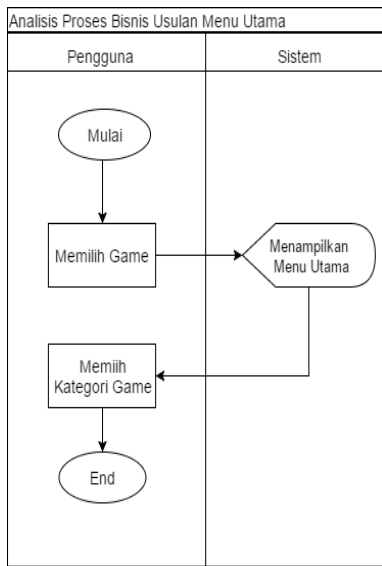 Analisis Proses Bisnis Usulan Menu Utama
Pengguna
Sistem
Mulai
Memilih Game
Menampilkan
Menu Utama
Memiih
Kategori Game
End